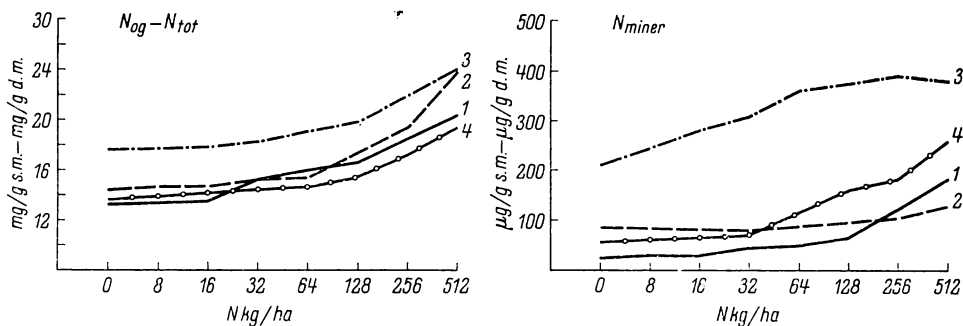 N_og – N_tot
mg/g s.m. – mg/g d.m.
30
24
20
16
12
3
2
1
4
0 8 16 32 64 128 256 512
N kg/ha
N_miner
µg/g s.m. – µg/g d.m.
500
400
300
200
100
3
4
1
2
0 8 16 32 64 128 256 512
N kg/ha